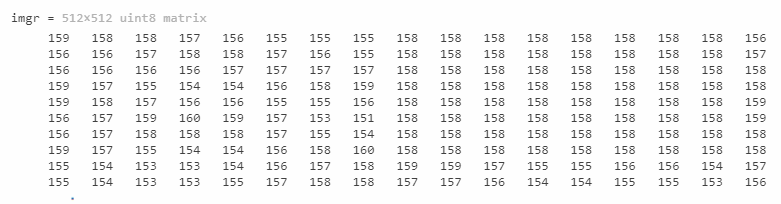 imgr = 512×512 uint8 matrix
159 158 158 157 156 155 155 155 158 158 158 158 158 158 158 158 156
156 156 157 158 158 157 156 155 158 158 158 158 158 158 158 158 157
156 156 156 156 157 157 157 157 158 158 158 158 158 158 158 158 158
159 157 155 154 154 156 158 159 158 158 158 158 158 158 158 158 158
159 158 157 156 156 155 155 156 158 158 158 158 158 158 158 158 159
156 157 159 160 159 157 153 151 158 158 158 158 158 158 158 158 159
156 157 158 158 158 157 155 154 158 158 158 158 158 158 158 158 158
159 157 155 154 154 156 158 160 158 158 158 158 158 158 158 158 158
155 154 153 153 154 156 157 158 159 159 157 155 155 156 156 154 157
155 154 153 153 155 157 158 158 157 157 156 154 154 155 155 153 156